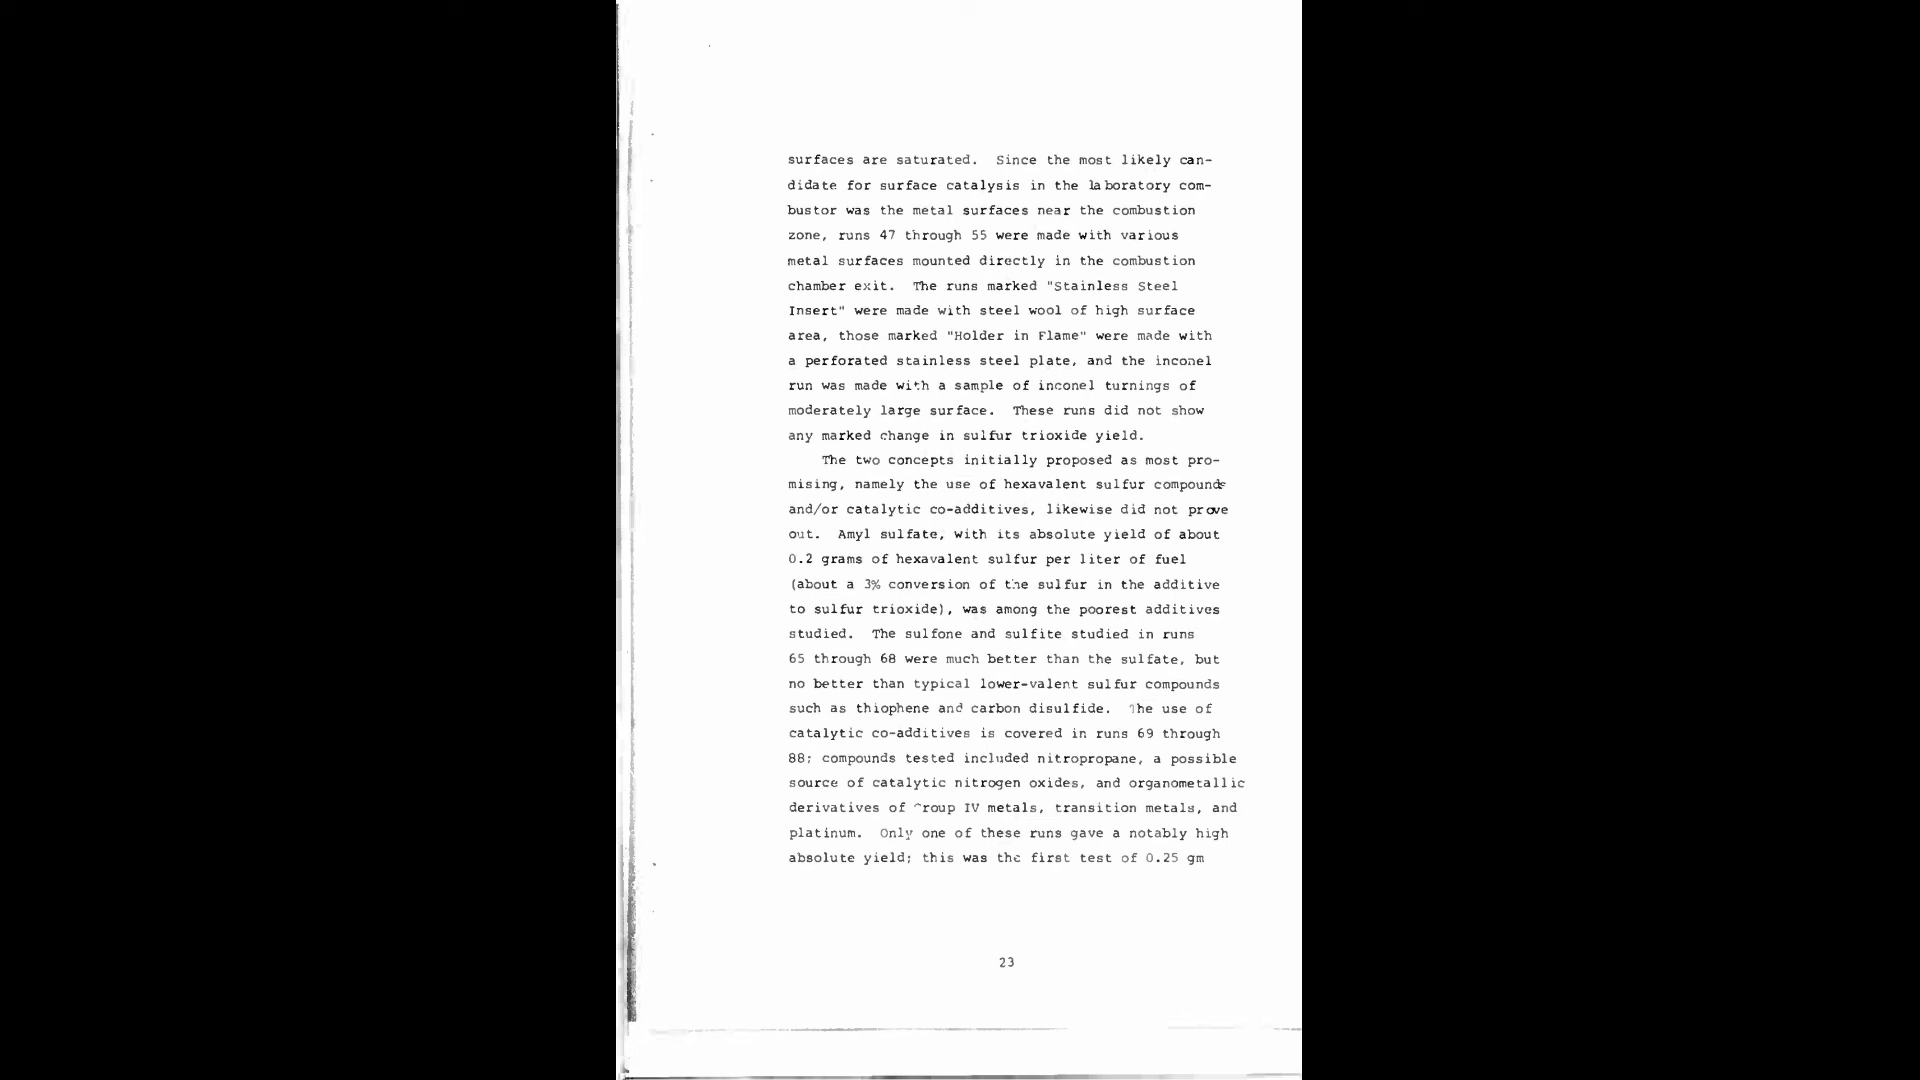 surfaces are saturated. Since the most likely can-
didate for surface catalysis in the laboratory com-
bustor was the metal surfaces near the combustion
zone, runs 47 through 55 were made with various
metal surfaces mounted directly in the combustion
chamber exit. The runs marked "Stainless Steel
Insert" were made with steel wool of high surface
area, those marked "Holder in Flame" were made with
a perforated stainless steel plate, and the inconel
run was made with a sample of inconel turnings of
moderately large surface. These runs did not show
any marked change in sulfur trioxide yield.
The two concepts initially proposed as most pro-
mising, namely the use of hexavalent sulfur compounds
and/or catalytic co-additives, likewise did not prove
out. Amyl sulfate, with its absolute yield of about
0.2 grams of hexavalent sulfur per liter of fuel
(about a 3% conversion of the sulfur in the additive
to sulfur trioxide), was among the poorest additives
studied. The sulfone and sulfite studied in runs
65 through 68 were much better than the sulfate, but
no better than typical lower-valent sulfur compounds
such as thiophene and carbon disulfide. The use of
catalytic co-additives is covered in runs 69 through
88; compounds tested included nitropropane, a possible
source of catalytic nitrogen oxides, and organometallic
derivatives of Group IV metals, transition metals, and
platinum. Only one of these runs gave a notably high
absolute yield; this was the first test of 0.25 gm
23